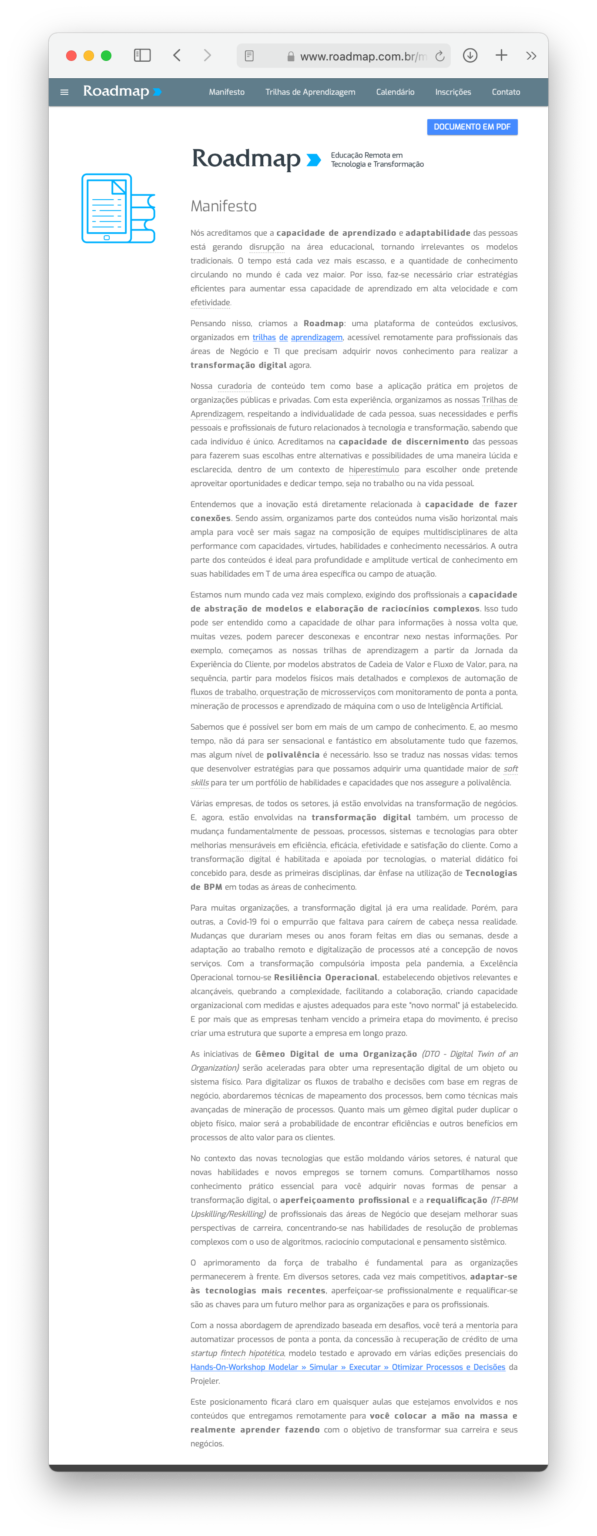 www.roadmap.com.br/m
Roadmap
Manifesto
Trilhas de Aprendizagem
Calendário
Inscrições
Contato
DOCUMENTO EM PDF
Roadmap
Educação Remota em
Tecnologia e Transformação
Manifesto
Nós acreditamos que a capacidade de aprendizado e adaptabilidade das pessoas
está gerando disrupção na área educacional, tornando irrelevantes os modelos
tradicionais. O tempo está cada vez mais escasso, e a quantidade de conhecimento
circulando no mundo é cada vez maior. Por isso, faz-se necessário criar estratégias
eficientes para aumentar essa capacidade de aprendizado em alta velocidade e com
efetividade.
Pensando nisso, criamos a Roadmap: uma plataforma de conteúdos exclusivos,
organizados em trilhas de aprendizagem, acessível remotamente para profissionais das
áreas de Negócio e TI que precisam adquirir novos conhecimento para realizar a
transformação digital agora.
Nossa curadoria de conteúdo tem como base a aplicação prática em projetos de
organizações públicas e privadas. Com esta experiência, organizamos as nossas Trilhas de
Aprendizagem, respeitando a individualidade de cada pessoa, suas necessidades e perfis
pessoais e profissionais de futuro relacionados à tecnologia e transformação, sabendo que
cada indivíduo é único. Acreditamos na capacidade de discernimento das pessoas
para fazerem suas escolhas entre alternativas e possibilidades de uma maneira lúcida e
esclarecida, dentro de um contexto de hiperestímulo para escolher onde pretende
aproveitar oportunidades e dedicar tempo, seja no trabalho ou na vida pessoal.
Entendemos que a inovação está diretamente relacionada à capacidade de fazer
conexões. Sendo assim, organizamos parte dos conteúdos numa visão horizontal mais
ampla para você ser mais sagaz na composição de equipes multidisciplinares de alta
performance com capacidades, virtudes, habilidades e conhecimento necessários. A outra
parte dos conteúdos é ideal para profundidade e amplitude vertical de conhecimento em
suas habilidades em T de uma área específica ou campo de atuação.
Estamos num mundo cada vez mais complexo, exigindo dos profissionais a capacidade
de abstração de modelos e elaboração de raciocínios complexos. Isso tudo
pode ser entendido como a capacidade de olhar para informações à nossa volta que,
muitas vezes, podem parecer desconexas e encontrar nexo nestas informações. Por
exemplo, começamos as nossas trilhas de aprendizagem a partir da Jornada da
Experiência do Cliente, por modelos abstratos de Cadeia de Valor e Fluxo de Valor, para, na
sequência, partir para modelos físicos mais detalhados e complexos de automação de
fluxos de trabalho, orquestração de microsserviços com monitoramento de ponta a ponta,
mineração de processos e aprendizado de máquina com o uso de Inteligência Artificial.
Sabemos que é possível ser bom em mais de um campo de conhecimento. E, ao mesmo
tempo, não dá para ser sensacional e fantástico em absolutamente tudo que fazemos,
mas algum nível de polivalência é necessário. Isso se traduz nas nossas vidas: temos
que desenvolver estratégias para que possamos adquirir uma quantidade maior de soft
skills para ter um portfólio de habilidades e capacidades que nos assegure a polivalência.
Várias empresas, de todos os setores, já estão envolvidas na transformação de negócios.
E, agora, estão envolvidas na transformação digital também, um processo de
mudança fundamentalmente de pessoas, processos, sistemas e tecnologias para obter
melhorias mensuráveis em eficiência, eficácia, efetividade e satisfação do cliente. Como a
transformação digital é habilitada e apoiada por tecnologias, o material didático foi
concebido para, desde as primeiras disciplinas, dar ênfase na utilização de Tecnologias
de BPM em todas as áreas de conhecimento.
Para muitas organizações, a transformação digital já era uma realidade. Porém, para
outras, a Covid-19 foi o empurrão que faltava para caírem de cabeça nessa realidade.
Mudanças que durariam meses ou anos foram feitas em dias ou semanas, desde a
adaptação ao trabalho remoto e digitalização de processos até a concepção de novos
serviços. Com a transformação compulsória imposta pela pandemia, a Excelência
Operacional tornou-se Resiliência Operacional, estabelecendo objetivos relevantes e
alcançáveis, quebrando a complexidade, facilitando a colaboração, criando capacidade
organizacional com medidas e ajustes adequados para este "novo normal" já estabelecido.
E por mais que as empresas tenham vencido a primeira etapa do movimento, é preciso
criar uma estrutura que suporte a empresa em longo prazo.
As iniciativas de Gêmeo Digital de uma Organização (DTO - Digital Twin of an
Organization) serão aceleradas para obter uma representação digital de um objeto ou
sistema físico. Para digitalizar os fluxos de trabalho e decisões com base em regras de
negócio, abordaremos técnicas de mapeamento dos processos, bem como técnicas mais
avançadas de mineração de processos. Quanto mais um gêmeo digital puder duplicar o
objeto físico, maior será a probabilidade de encontrar eficiências e outros benefícios em
processos de alto valor para os clientes.
No contexto das novas tecnologias que estão moldando vários setores, é natural que
novas habilidades e novos empregos se tornem comuns. Compartilhamos nosso
conhecimento prático essencial para você adquirir novas formas de pensar a
transformação digital, o aperfeiçoamento profissional e a requalificação (IT-BPM
Upskilling/Reskilling) de profissionais das áreas de Negócio que desejam melhorar suas
perspectivas de carreira, concentrando-se nas habilidades de resolução de problemas
complexos com o uso de algoritmos, raciocínio computacional e pensamento sistêmico.
O aprimoramento da força de trabalho é fundamental para as organizações
permanecerem à frente. Em diversos setores, cada vez mais competitivos, adaptar-se
às tecnologias mais recentes, aperfeiçoar-se profissionalmente e requalificar-se
são as chaves para um futuro melhor para as organizações e para os profissionais.
Com a nossa abordagem de aprendizado baseada em desafios, você terá a mentoria para
automatizar processos de ponta a ponta, da concessão à recuperação de crédito de uma
startup fintech hipotética, modelo testado e aprovado em várias edições presenciais do
Hands-On-Workshop Modelar » Simular » Executar » Otimizar Processos e Decisões da
Projeler.
Este posicionamento ficará claro em quaisquer aulas que estejamos envolvidos e nos
conteúdos que entregamos remotamente para você colocar a mão na massa e
realmente aprender fazendo com o objetivo de transformar sua carreira e seus
negócios.